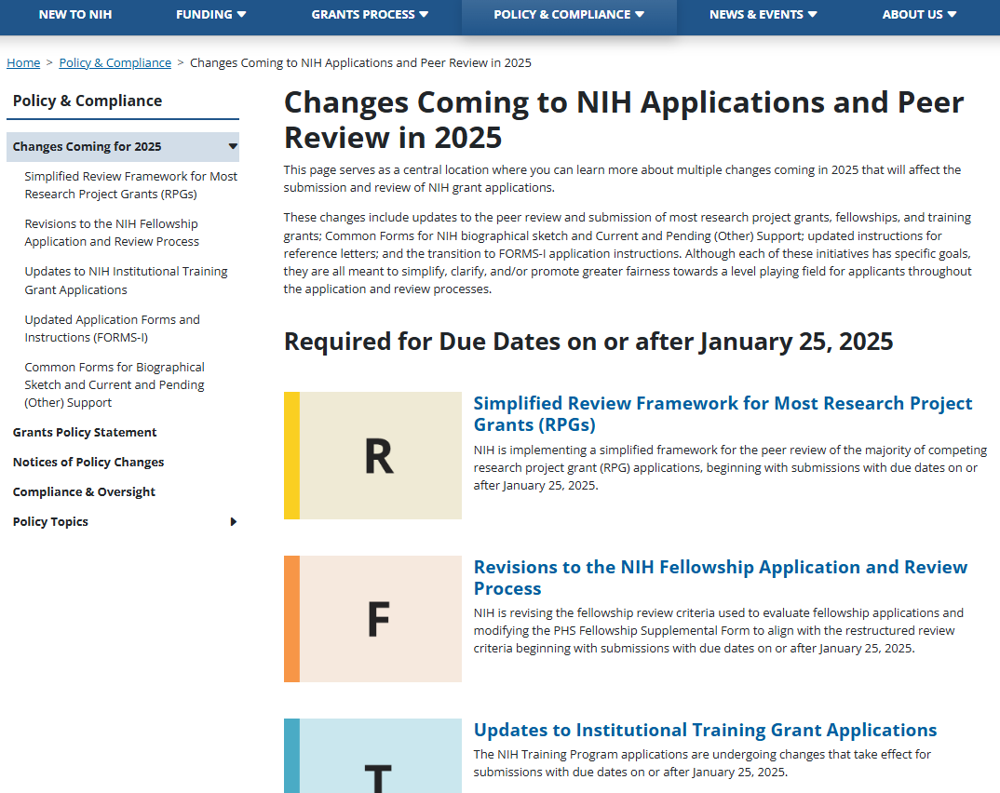 NEW TO NIH FUNDING GRANTS PROCESS POLICY & COMPLIANCE NEWS & EVENTS ABOUT US
Home > Policy & Compliance > Changes Coming to NIH Applications and Peer Review in 2025
Policy & Compliance
Changes Coming for 2025
Simplified Review Framework for Most
Research Project Grants (RPGs)
Revisions to the NIH Fellowship
Application and Review Process
Updates to NIH Institutional Training
Grant Applications
Updated Application Forms and
Instructions (FORMS-I)
Common Forms for Biographical
Sketch and Current and Pending
(Other) Support
Grants Policy Statement
Notices of Policy Changes
Compliance & Oversight
Policy Topics
Changes Coming to NIH Applications and Peer
Review in 2025
This page serves as a central location where you can learn more about multiple changes coming in 2025 that will affect the
submission and review of NIH grant applications.
These changes include updates to the peer review and submission of most research project grants, fellowships, and training
grants; Common Forms for NIH biographical sketch and Current and Pending (Other) Support; updated instructions for
reference letters; and the transition to FORMS-I application instructions. Although each of these initiatives has specific goals,
they are all meant to simplify, clarify, and/or promote greater fairness towards a level playing field for applicants throughout
the application and review processes.
Required for Due Dates on or after January 25, 2025
R
Simplified Review Framework for Most Research Project
Grants (RPGs)
NIH is implementing a simplified framework for the peer review of the majority of competing
research project grant (RPG) applications, beginning with submissions with due dates on or
after January 25, 2025.
F
Revisions to the NIH Fellowship Application and Review
Process
NIH is revising the fellowship review criteria used to evaluate fellowship applications and
modifying the PHS Fellowship Supplemental Form to align with the restructured review
criteria beginning with submissions with due dates on or after January 25, 2025.
T
Updates to Institutional Training Grant Applications
The NIH Training Program applications are undergoing changes that take effect for
submissions with due dates on or after January 25, 2025.